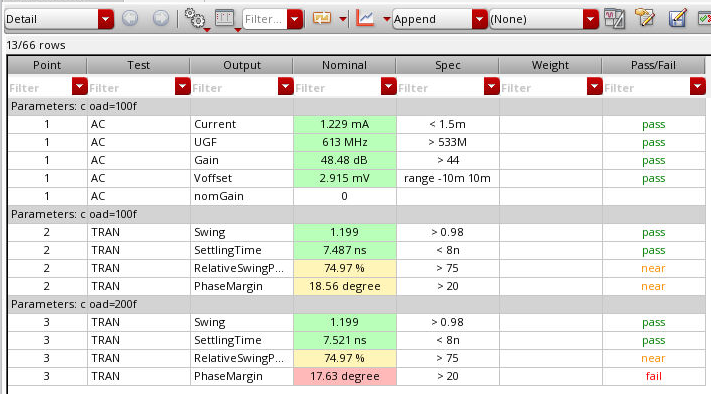 Detail Filter... Append (None)
13/66 rows
Point Test Output Nominal Spec Weight Pass/Fail
Filter Filter Filter Filter Filter Filter Filter
Parameters: c oad=100f
1 AC Current 1.229 mA < 1.5m pass
1 AC UGF 613 MHz > 533M pass
1 AC Gain 48.48 dB > 44 pass
1 AC Voffset 2.915 mV range -10m 10m pass
1 AC nomGain 0
Parameters: c oad=100f
2 TRAN Swing 1.199 > 0.98 pass
2 TRAN SettlingTime 7.487 ns < 8n pass
2 TRAN RelativeSwingP... 74.97 % > 75 near
2 TRAN PhaseMargin 18.56 degree > 20 near
Parameters: c oad=200f
3 TRAN Swing 1.199 > 0.98 pass
3 TRAN SettlingTime 7.521 ns < 8n pass
3 TRAN RelativeSwingP... 74.97 % > 75 near
3 TRAN PhaseMargin 17.63 degree > 20 fail